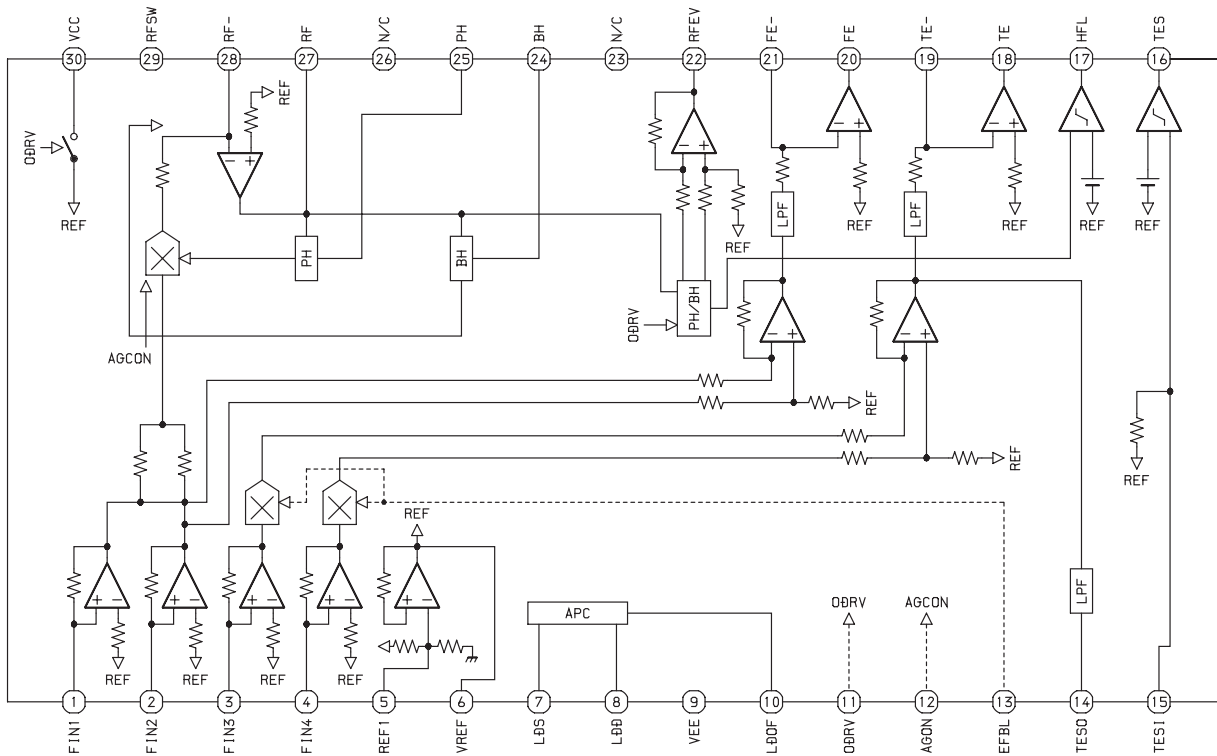 VCC
RFSW
RF-
RF
N/C
PH
BH
N/C
RFEV
FE-
FE
TE-
TE
HFL
TES
30
29
28
27
26
25
24
23
22
21
20
19
18
17
16
REF
ODRV
REF
AGCON
PH
BH
PH/BH
ODRV
REF
LPF
REF
LPF
REF
REF
REF
REF
REF
REF
REF
REF
REF
REF
REF
APC
ODRV
AGCON
LPF
1
2
3
4
5
6
7
8
9
10
11
12
13
14
15
FIN1
FIN2
FIN3
FIN4
REF1
VREF
LDS
LDD
VEE
LDOF
ODRV
AGON
EFBL
TESO
TESI